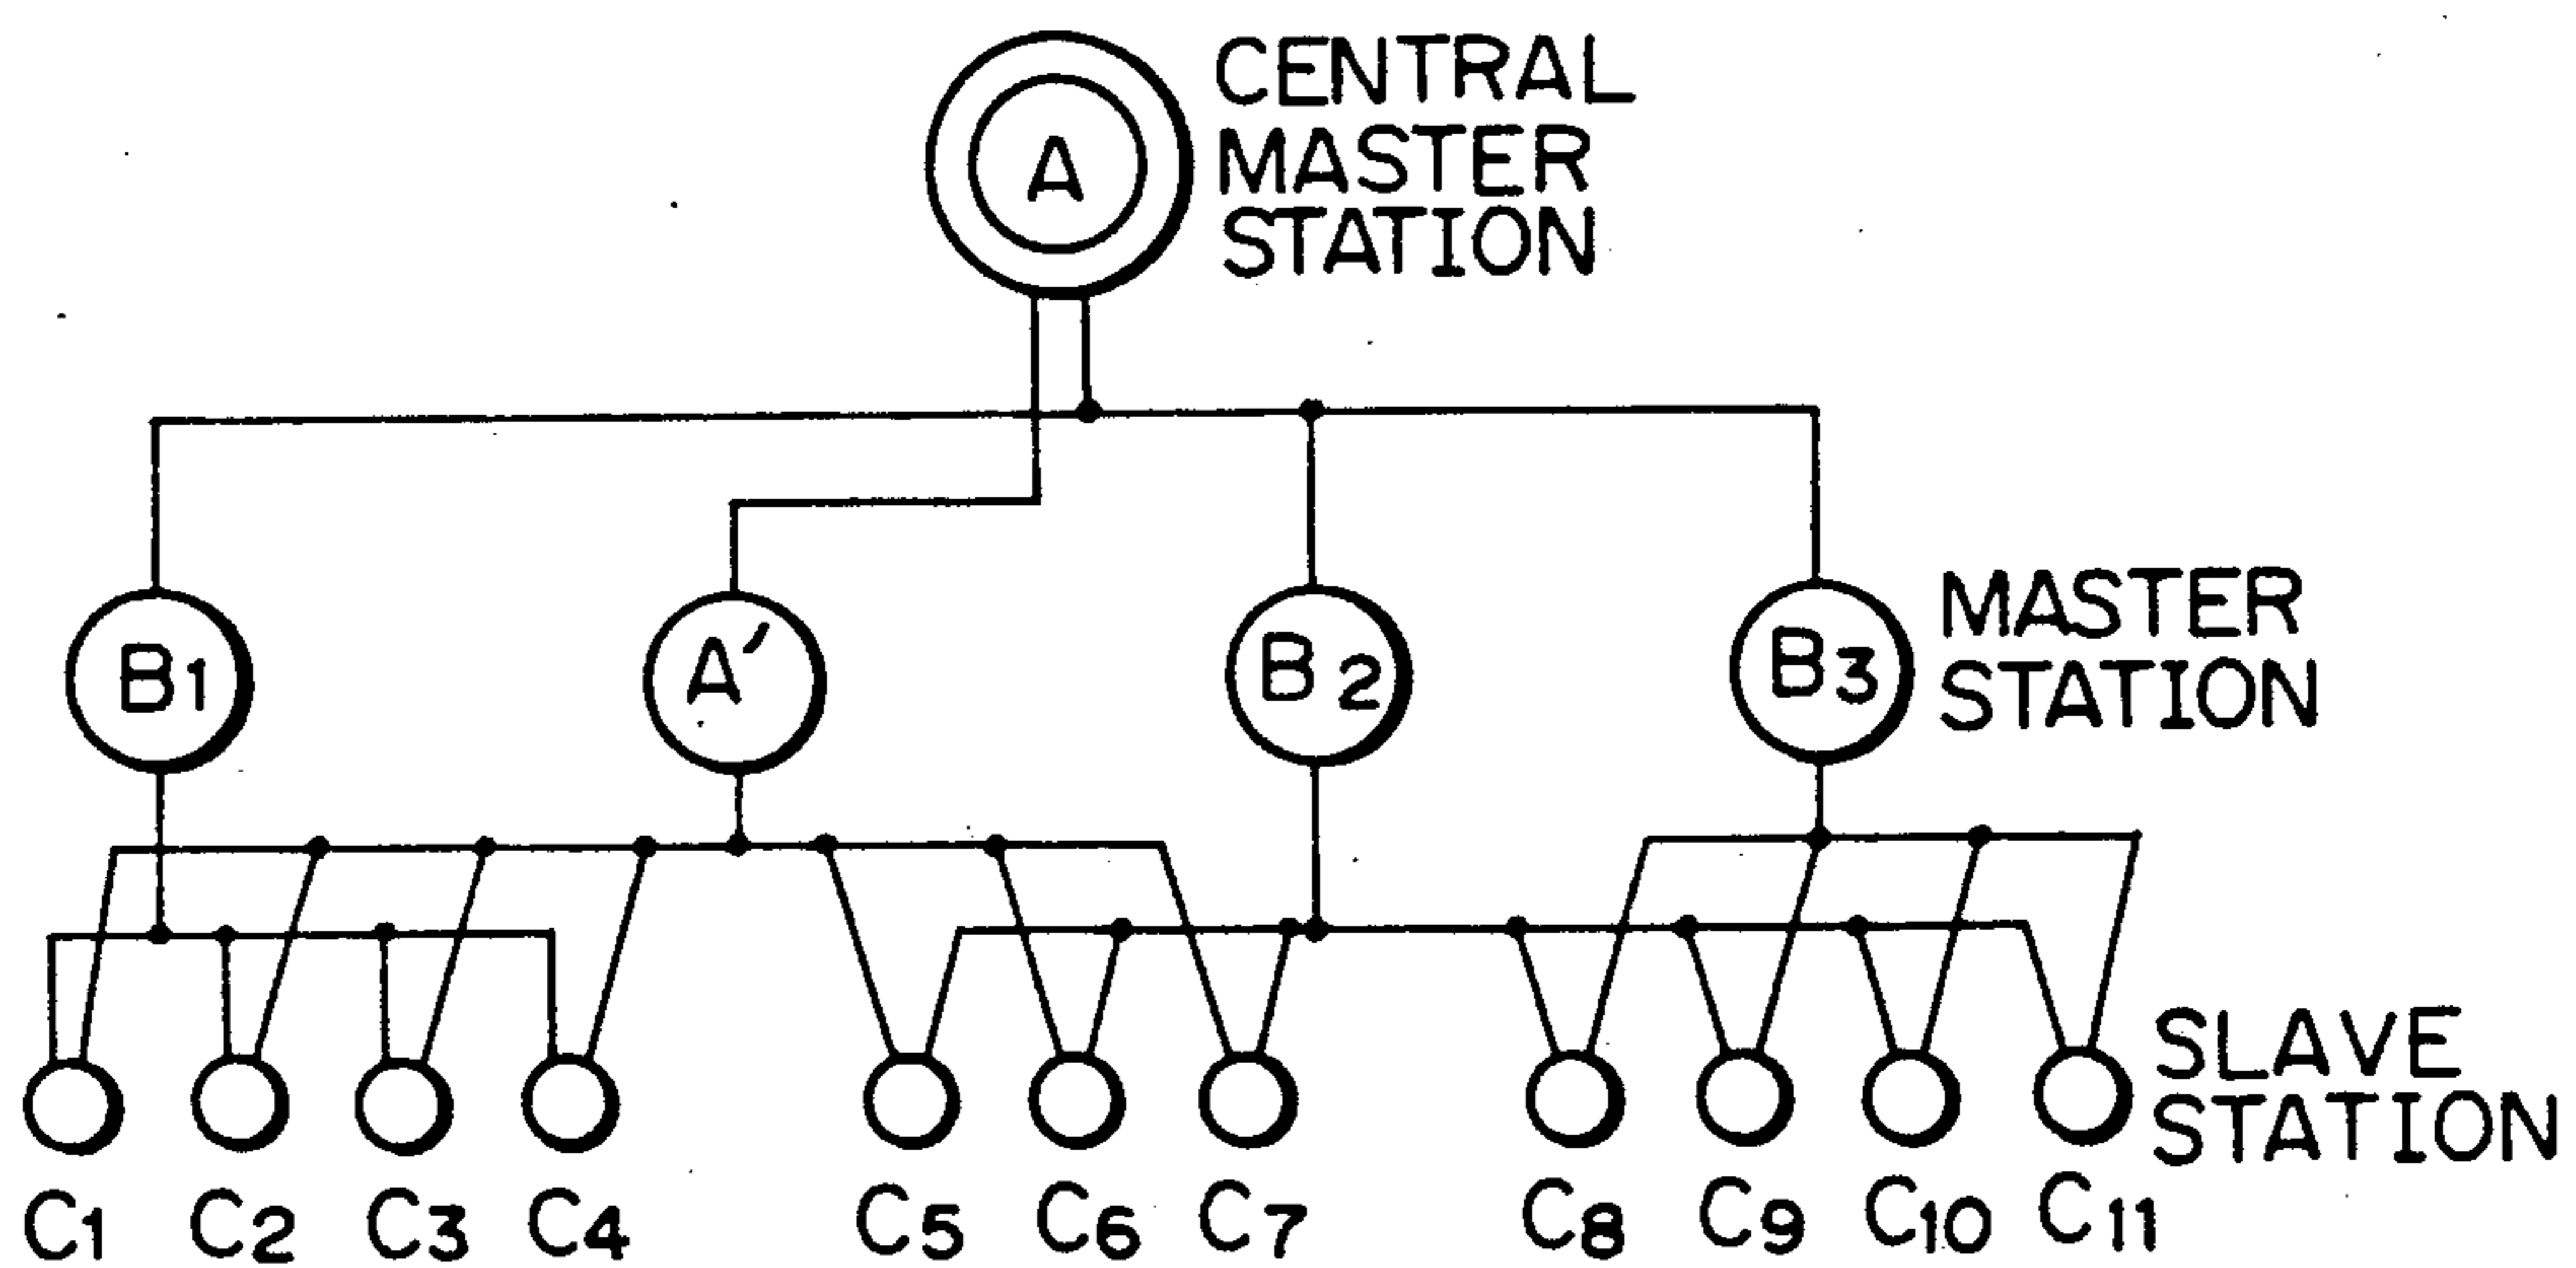 CENTRAL
MASTER
STATION
A
B1
A'
B2
B3
MASTER
STATION
SLAVE
STATION
C1 C2 C3 C4 C5 C6 C7 C8 C9 C10 C11